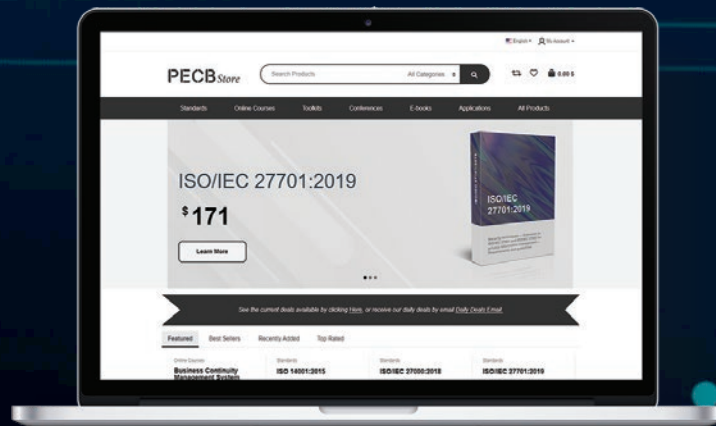 English
My Account
PECB Store
Search Products
All Categories
0.00 $
Standards
Online Courses
Toolkits
Conferences
E-books
Applications
All Products
ISO/IEC 27701:2019
$171
Learn More
ISO/IEC
27701:2019
See the current deals available by clicking Here, or receive our daily deals by email Daily Deals Email.
Featured
Best Sellers
Recently Added
Top Rated
Online Courses
Business Continuity
Management System
Standards
ISO 14001:2015
Standards
ISO/IEC 27000:2018
Standards
ISO/IEC 27701:2019